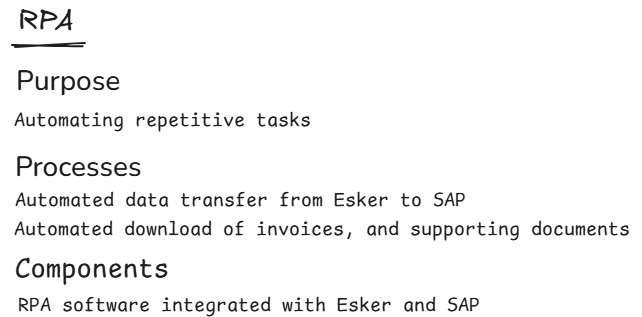 RPA
Purpose
Automating repetitive tasks
Processes
Automated data transfer from Esker to SAP
Automated download of invoices, and supporting documents
Components
RPA software integrated with Esker and SAP